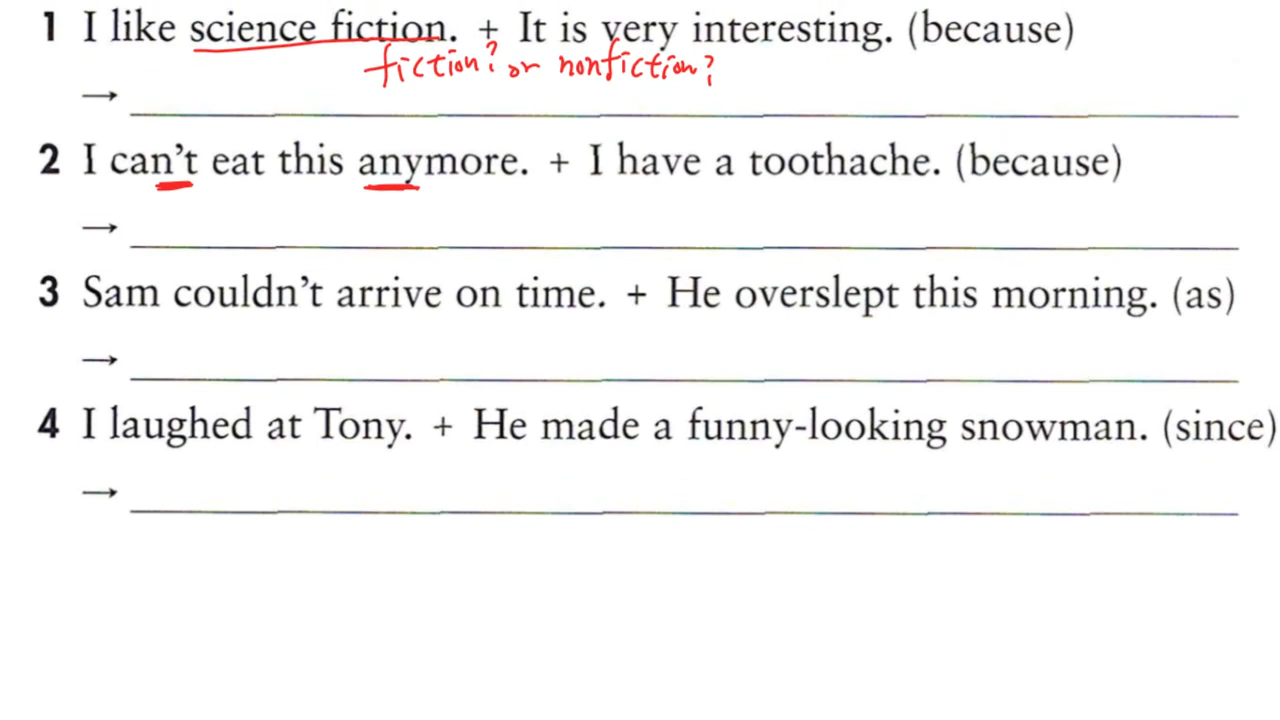 1 I like science fiction. + It is very interesting. (because)
fiction? or nonfiction?
→
2 I can't eat this anymore. + I have a toothache. (because)
→
3 Sam couldn't arrive on time. + He overslept this morning. (as)
→
4 I laughed at Tony. + He made a funny-looking snowman. (since)
→